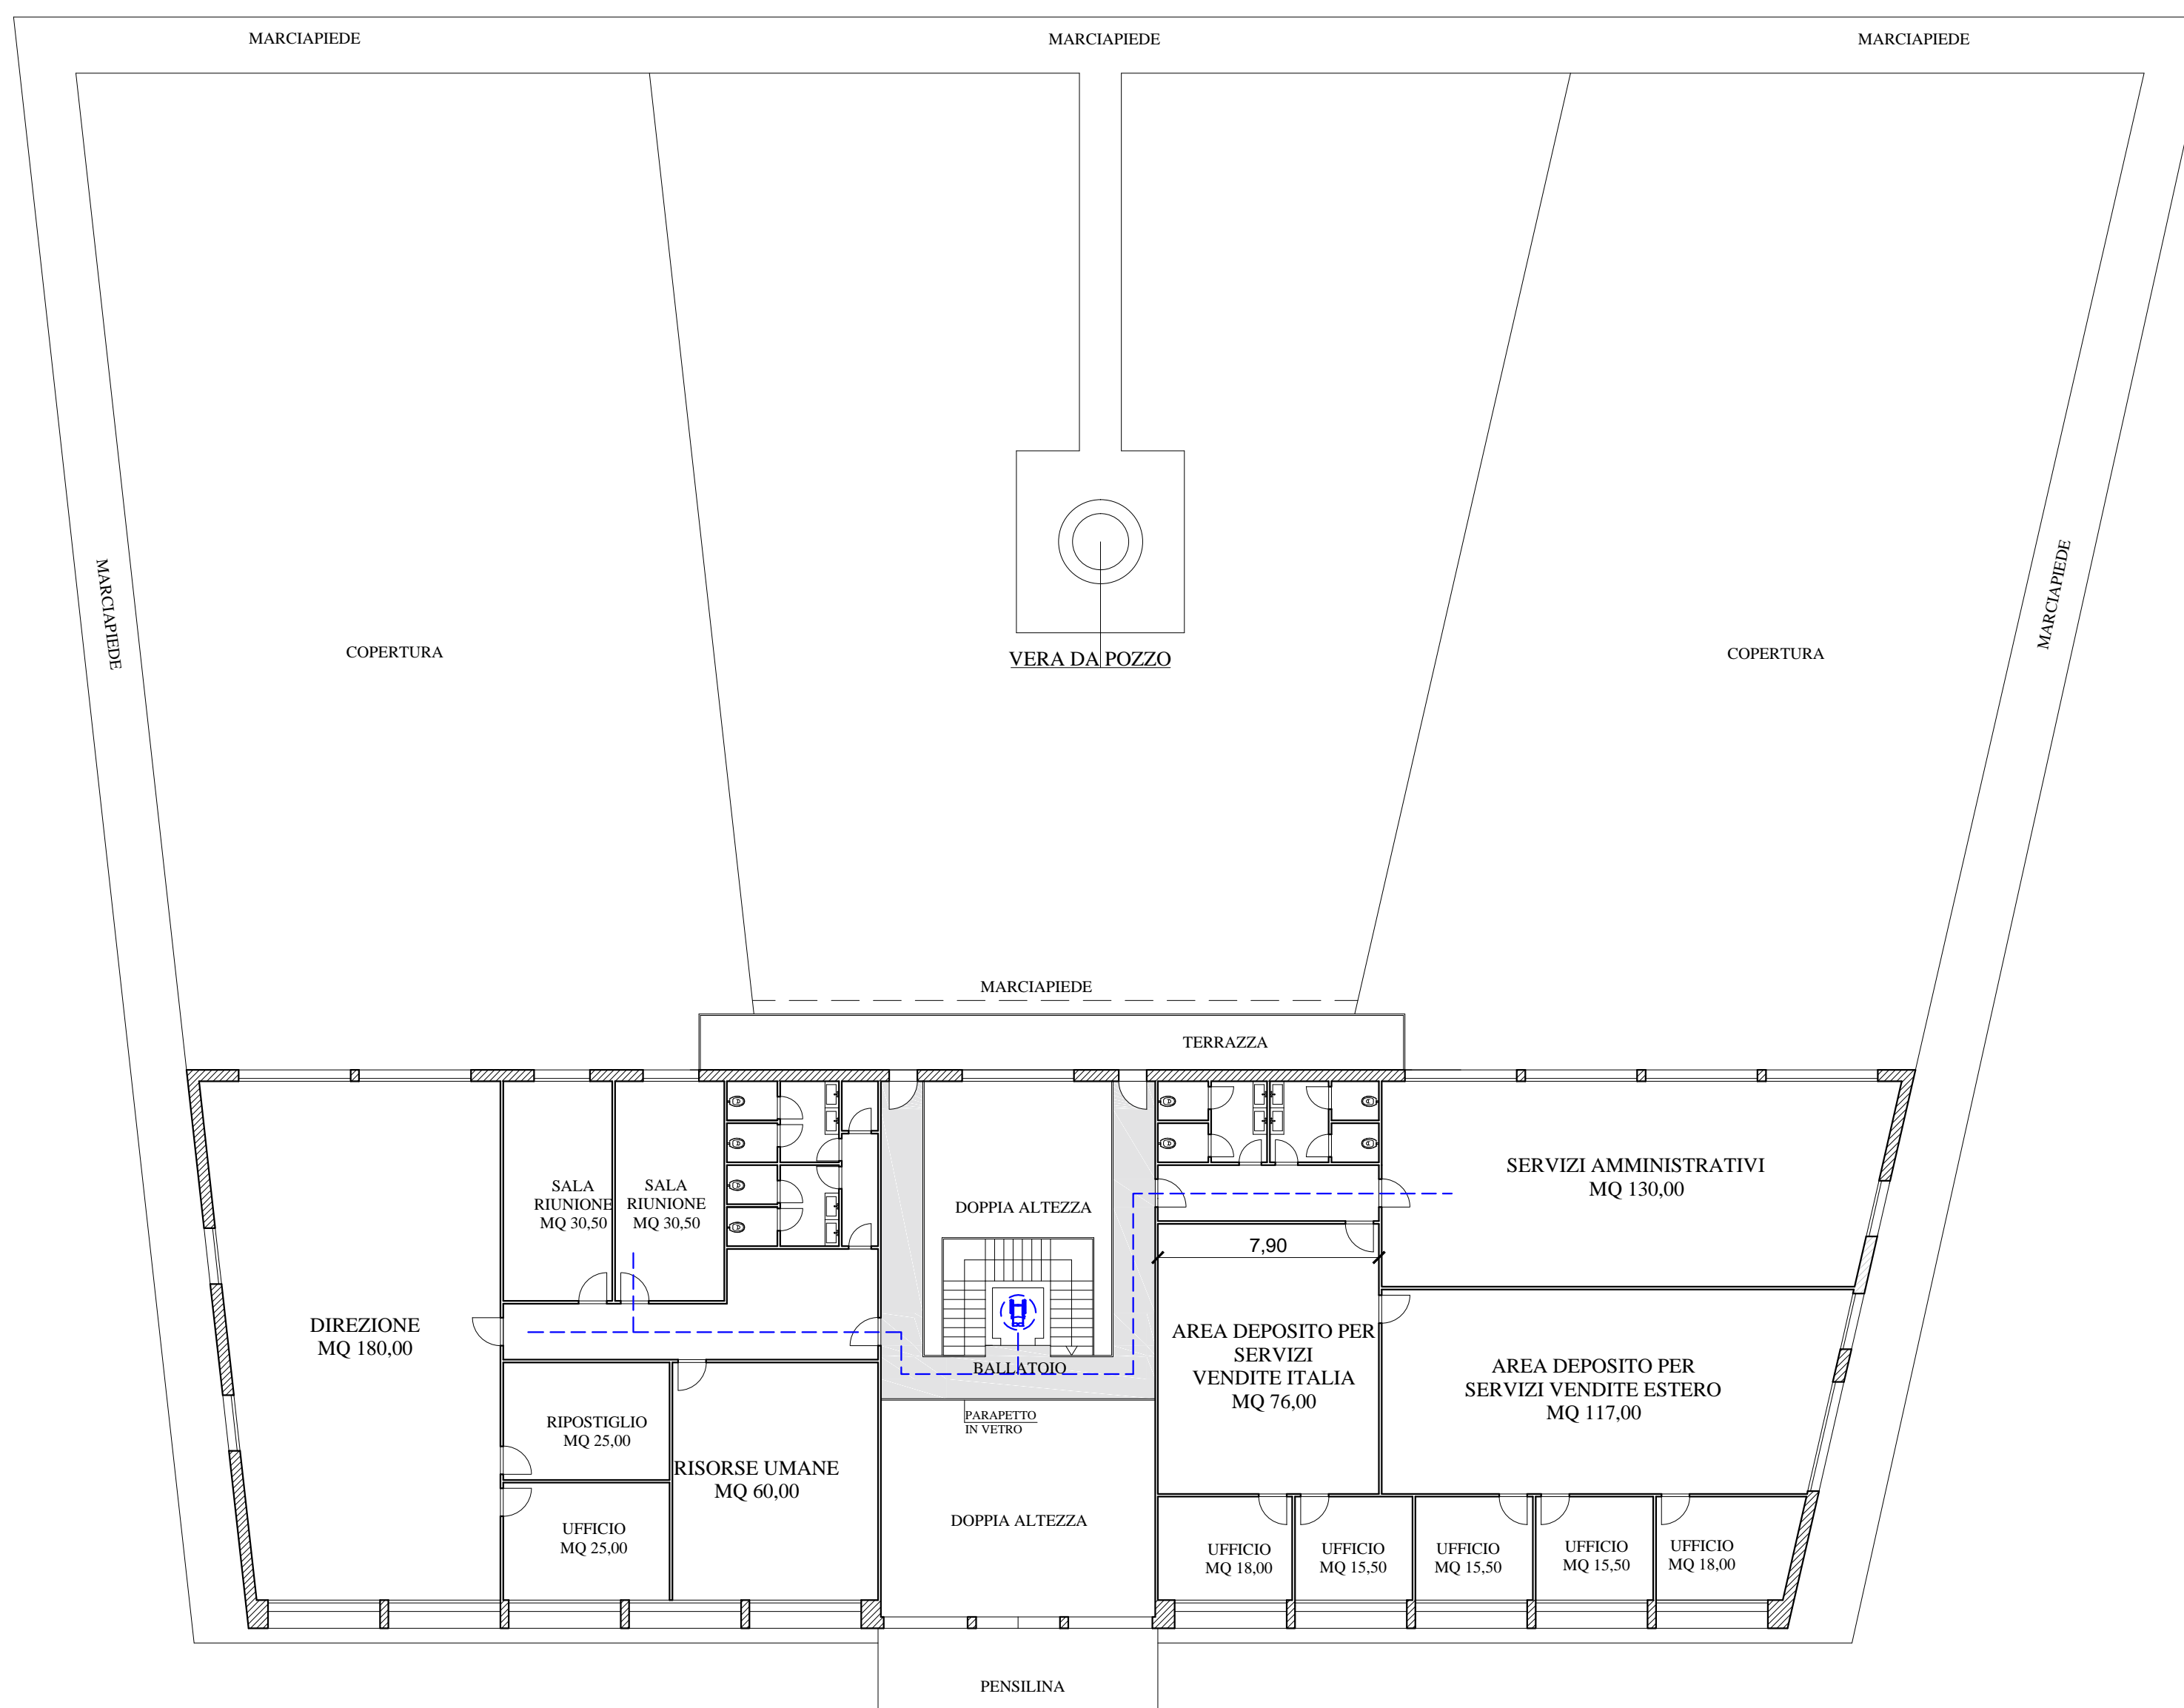 MARCIAPIEDE
MARCIAPIEDE
MARCIAPIEDE
MARCIAPIEDE
MARCIAPIEDE
COPERTURA
VERA DA POZZO
COPERTURA
MARCIAPIEDE
TERRAZZA
SALA
RIUNIONE
MQ 30,50
SALA
RIUNIONE
MQ 30,50
DOPPIA ALTEZZA
SERVIZI AMMINISTRATIVI
MQ 130,00
7,90
DIREZIONE
MQ 180,00
BALLATOIO
AREA DEPOSITO PER
SERVIZI
VENDITE ITALIA
MQ 76,00
AREA DEPOSITO PER
SERVIZI VENDITE ESTERO
MQ 117,00
RIPOSTIGLIO
MQ 25,00
PARAPETTO
IN VETRO
RISORSE UMANE
MQ 60,00
UFFICIO
MQ 25,00
DOPPIA ALTEZZA
UFFICIO
MQ 18,00
UFFICIO
MQ 15,50
UFFICIO
MQ 15,50
UFFICIO
MQ 15,50
UFFICIO
MQ 18,00
PENSILINA